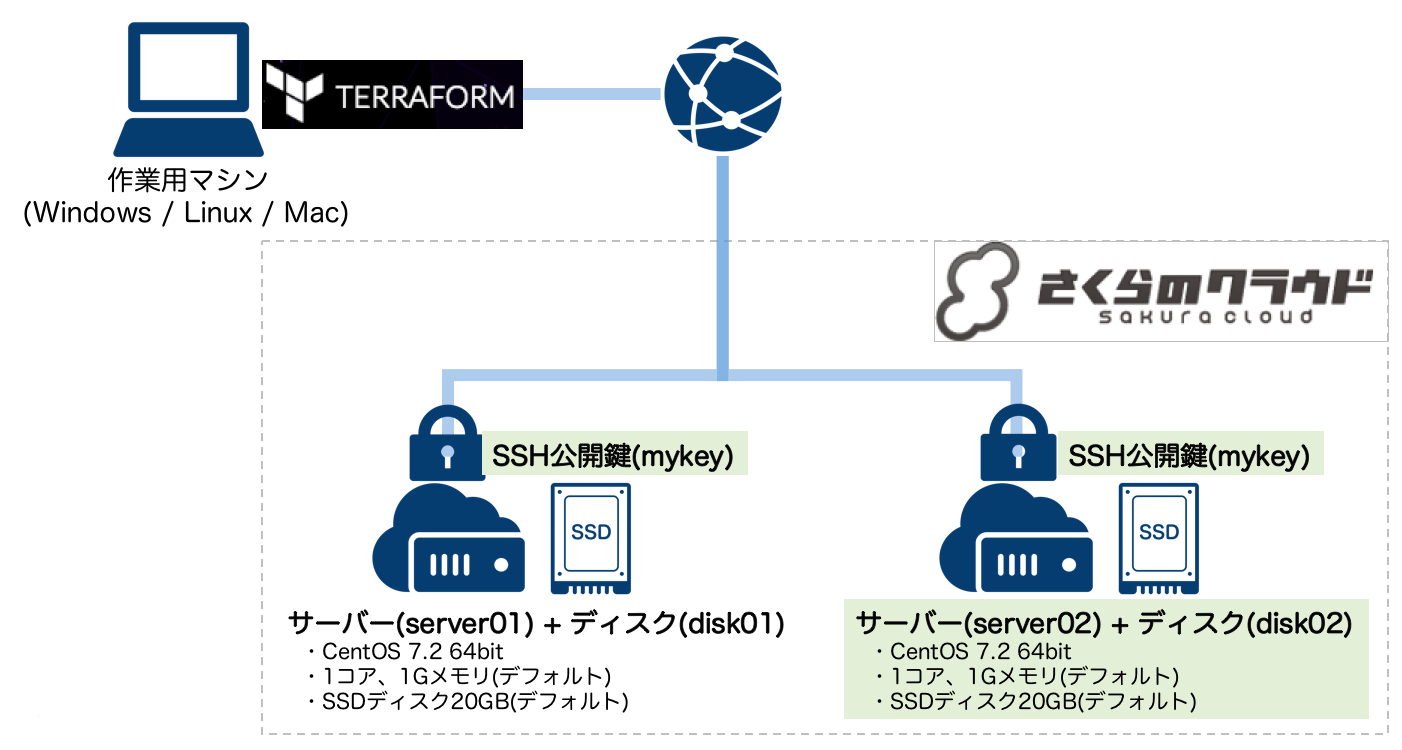 TERRAFORM
作業用マシン
(Windows / Linux / Mac)
さくらのクラウド
sakura cloud
SSH公開鍵(mykey)
SSH公開鍵(mykey)
SSD
SSD
サーバー(server01) + ディスク(disk01)
・CentOS 7.2 64bit
・1コア、1Gメモリ(デフォルト)
・SSDディスク20GB(デフォルト)
サーバー(server02) + ディスク(disk02)
・CentOS 7.2 64bit
・1コア、1Gメモリ(デフォルト)
・SSDディスク20GB(デフォルト)